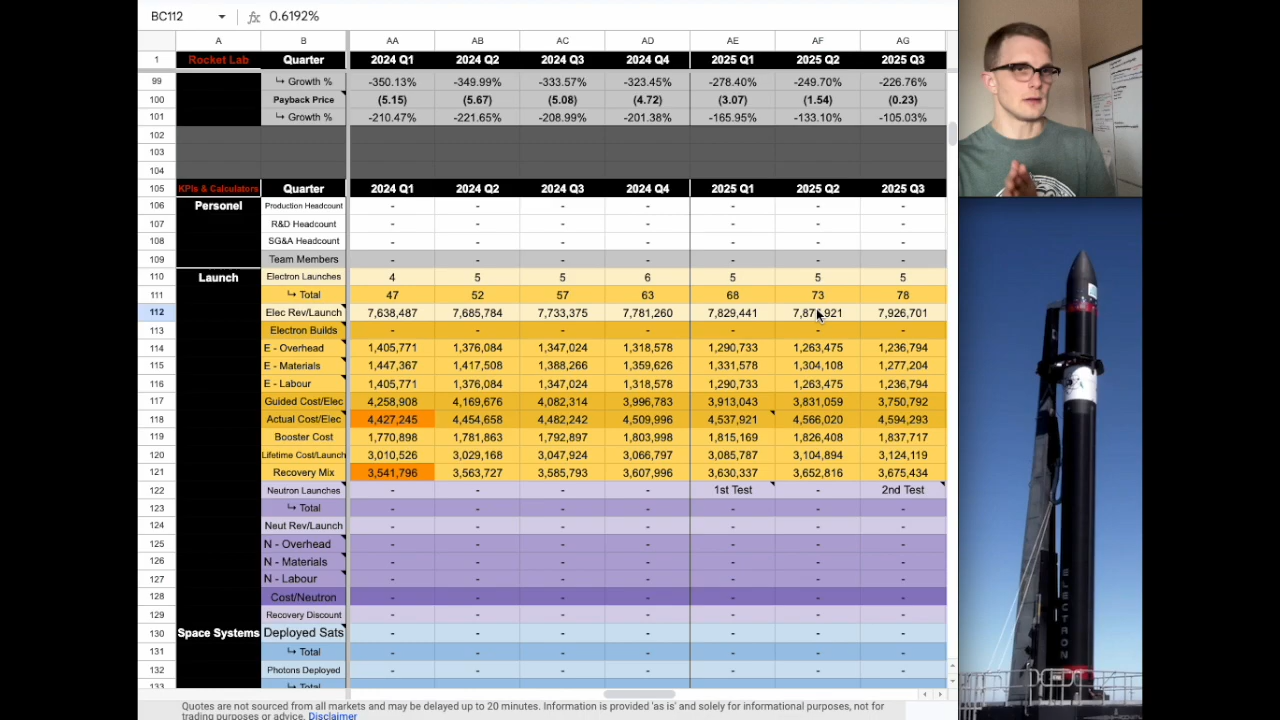 BC112 fx 0.6192%
A B AA AB AC AD AE AF AG
1 Rocket Lab Quarter 2024 Q1 2024 Q2 2024 Q3 2024 Q4 2025 Q1 2025 Q2 2025 Q3
99 ↳ Growth % -350.13% -349.99% -333.57% -323.45% -278.40% -249.70% -226.76%
100 Payback Price (5.15) (5.67) (5.08) (4.72) (3.07) (1.54) (0.23)
101 ↳ Growth % -210.47% -221.65% -208.99% -201.38% -165.95% -133.10% -105.03%
102
103
104
105 KPIs & Calculators Quarter 2024 Q1 2024 Q2 2024 Q3 2024 Q4 2025 Q1 2025 Q2 2025 Q3
106 Personel Production Headcount - - - - - - -
107 R&D Headcount - - - - - - -
108 SG&A Headcount - - - - - - -
109 Team Members - - - - - - -
110 Launch Electron Launches 4 5 5 6 5 5 5
111 ↳ Total 47 52 57 63 68 73 78
112 Elec Rev/Launch 7,638,487 7,685,784 7,733,375 7,781,260 7,829,441 7,926,701
113 Electron Builds - - - - - - -
114 E - Overhead 1,405,771 1,376,084 1,347,024 1,318,578 1,290,733 1,263,475 1,236,794
115 E - Materials 1,447,367 1,417,508 1,388,266 1,359,626 1,331,578 1,304,108 1,277,204
116 E - Labour 1,405,771 1,376,084 1,347,024 1,318,578 1,290,733 1,263,475 1,236,794
117 Guided Cost/Elec 4,258,908 4,169,676 4,082,314 3,996,783 3,913,043 3,831,059 3,750,792
118 Actual Cost/Elec 4,427,245 4,454,658 4,482,242 4,509,996 4,537,921 4,566,020 4,594,293
119 Booster Cost 1,770,898 1,781,863 1,792,897 1,803,998 1,815,169 1,826,408 1,837,717
120 Lifetime Cost/Launch 3,010,526 3,029,168 3,047,924 3,066,797 3,085,787 3,104,894 3,124,119
121 Recovery Mix 3,541,796 3,563,727 3,585,793 3,607,996 3,630,337 3,652,816 3,675,434
122 Neutron Launches - - - - 1st Test - 2nd Test
123 ↳ Total - - - - - - -
124 Neut Rev/Launch - - - - - - -
125 N - Overhead - - - - - - -
126 N - Materials - - - - - - -
127 N - Labour - - - - - - -
128 Cost/Neutron - - - - - - -
129 Recovery Discount - - - - - - -
130 Space Systems Deployed Sats - - - - - - -
131 ↳ Total - - - - - - -
132 Photons Deployed - - - - - - -
133 ↳ Total
Quotes are not sourced from all markets and may be delayed up to 20 minutes. Information is provided 'as is' and solely for informational purposes, not for
trading purposes or advice. Disclaimer
ELECTRON